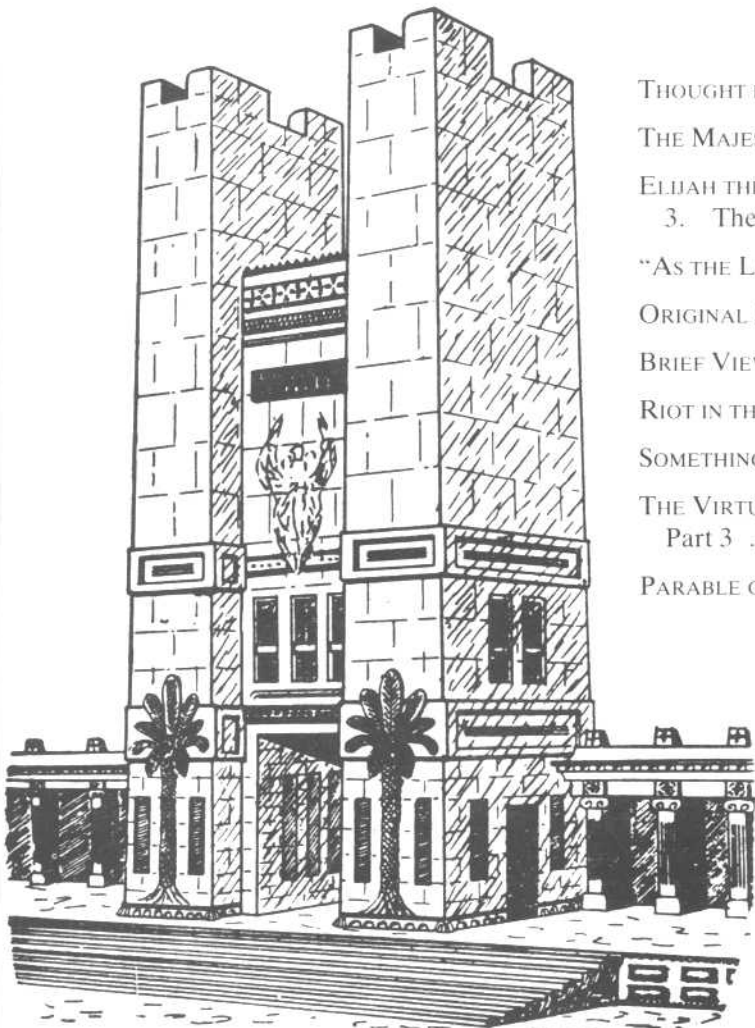 THOUGHT
THE MAJES
ELIJAH THE
3. The
"AS THE L
ORIGINAL
BRIEF VIE
RIOT IN TH
SOMETHING
THE VIRTU
Part 3 .
PARABLE